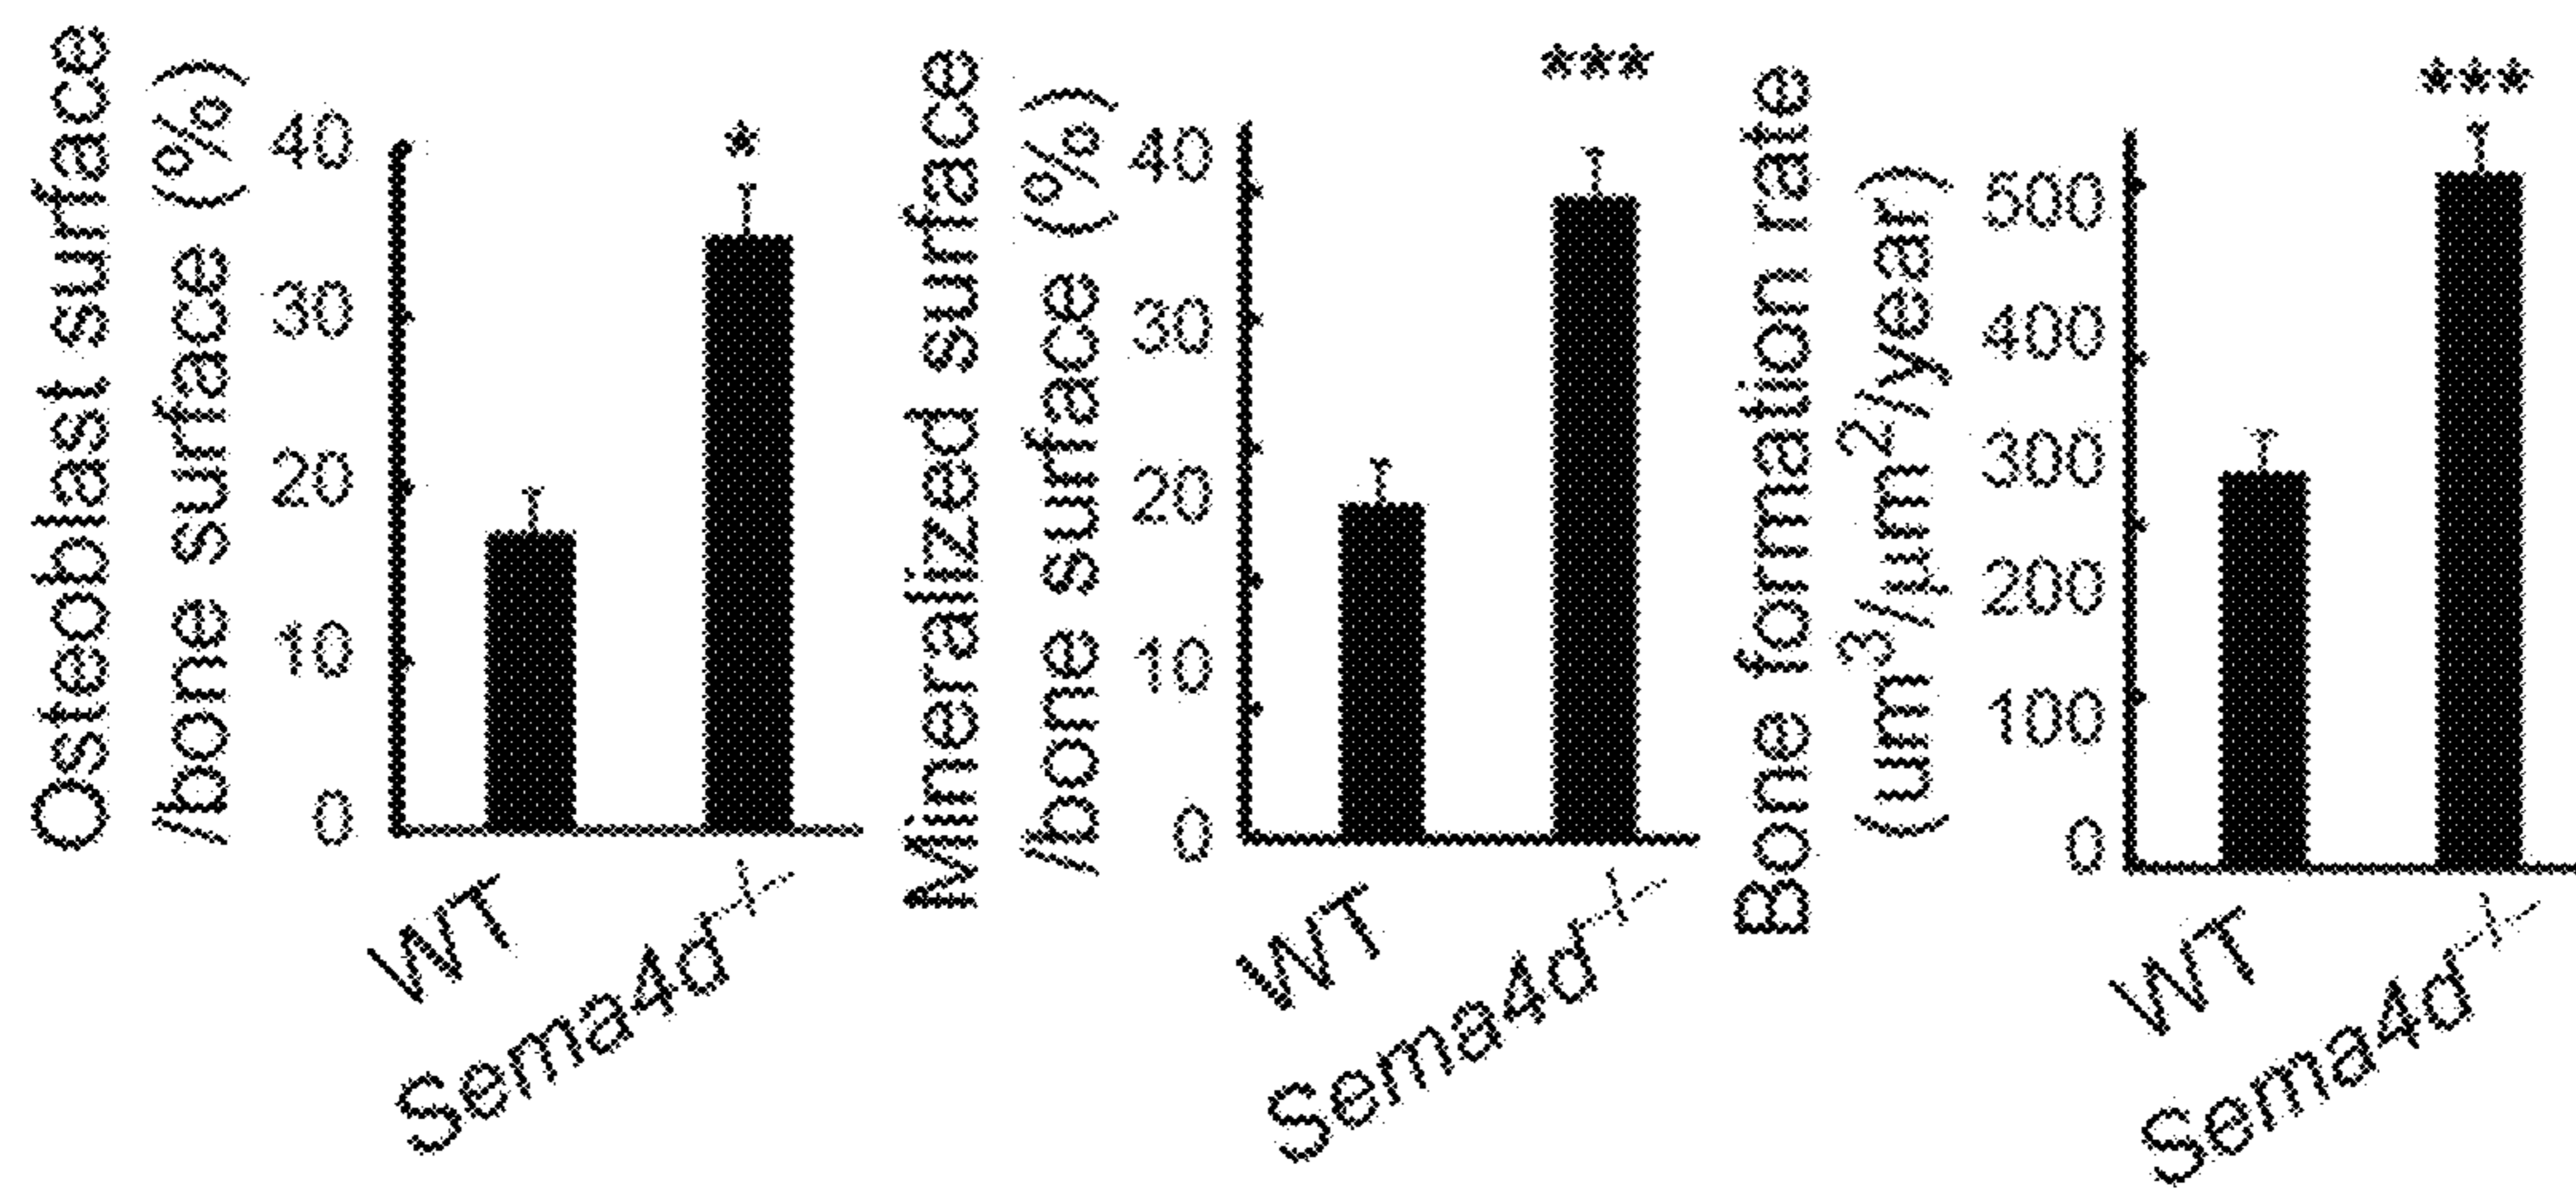 Osteoblast surface
/bone surface (%)
40
30
20
10
0
*
WT
Sema4d-/-
Mineralized surface
/bone surface (%)
40
30
20
10
0
***
WT
Sema4d-/-
Bone formation rate
(um³/μm²/year)
500
400
300
200
100
0
***
WT
Sema4d-/-